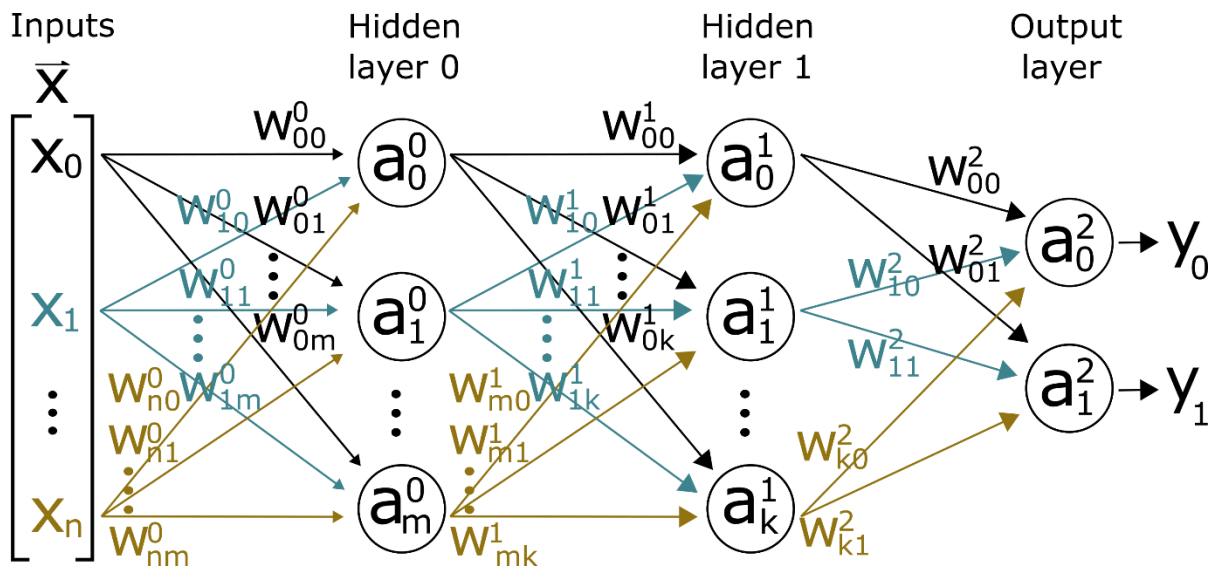 Inputs
Hidden layer 0
Hidden layer 1
Output layer
x⃗
x₀
x₁
⋮
xₙ
w⁰₀₀
w⁰₁₀
w⁰₀₁
⋮
w⁰₁₁
⋮
w⁰₀ₘ
w⁰ₙ₀
w⁰₁ₘ
w⁰ₙ₁
⋮
w⁰ₙₘ
a⁰₀
a⁰₁
⋮
a⁰ₘ
w¹₀₀
w¹₁₀
w¹₀₁
⋮
w¹₁₁
⋮
w¹₀ₖ
w¹ₘ₀
w¹₁ₖ
w¹ₘ₁
⋮
w¹ₘₖ
a¹₀
a¹₁
⋮
a¹ₖ
w²₀₀
w²₁₀
w²₀₁
w²₁₁
w²ₖ₀
w²ₖ₁
a²₀
a²₁
y₀
y₁